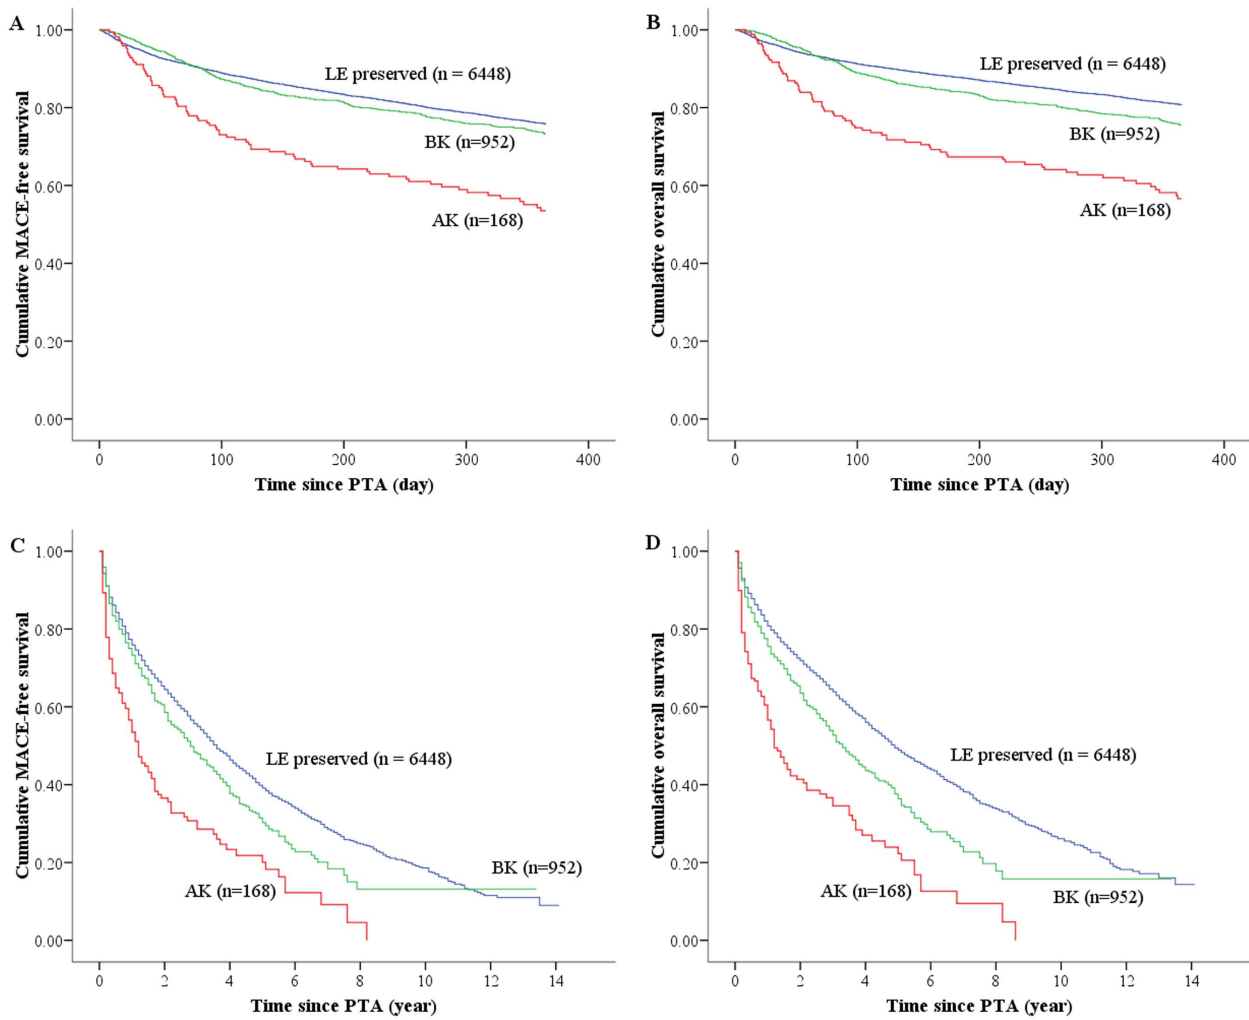 A
Cumulative MACE-free survival
1.00
0.80
0.60
0.40
0.20
0.00
LE preserved (n = 6448)
BK (n=952)
AK (n=168)
0 100 200 300 400
Time since PTA (day)
B
Cumulative overall survival
1.00
0.80
0.60
0.40
0.20
0.00
LE preserved (n = 6448)
BK (n=952)
AK (n=168)
0 100 200 300 400
Time since PTA (day)
C
Cumulative MACE-free survival
1.00
0.80
0.60
0.40
0.20
0.00
LE preserved (n = 6448)
BK (n=952)
AK (n=168)
0 2 4 6 8 10 12 14
Time since PTA (year)
D
Cumulative overall survival
1.00
0.80
0.60
0.40
0.20
0.00
LE preserved (n = 6448)
AK (n=168)
BK (n=952)
0 2 4 6 8 10 12 14
Time since PTA (year)